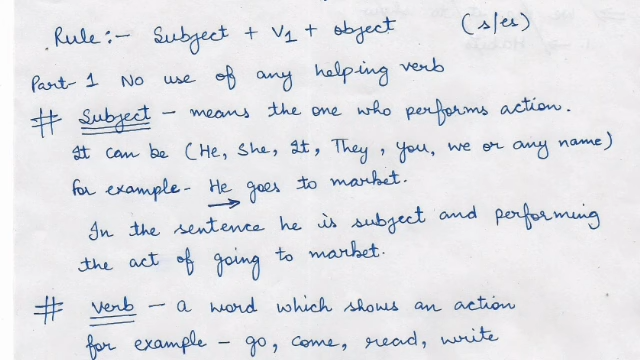 Rule:- Subject + V1 + object (s/es)
Part-1 No use of any helping verb
# Subject - means the one who performs action.
It can be (He, She, It, They, you, we or any name)
for example- He goes to market.
In the sentence he is subject and performing
the act of going to market.
# verb - a word which shows an action
for example - go, come, read, write